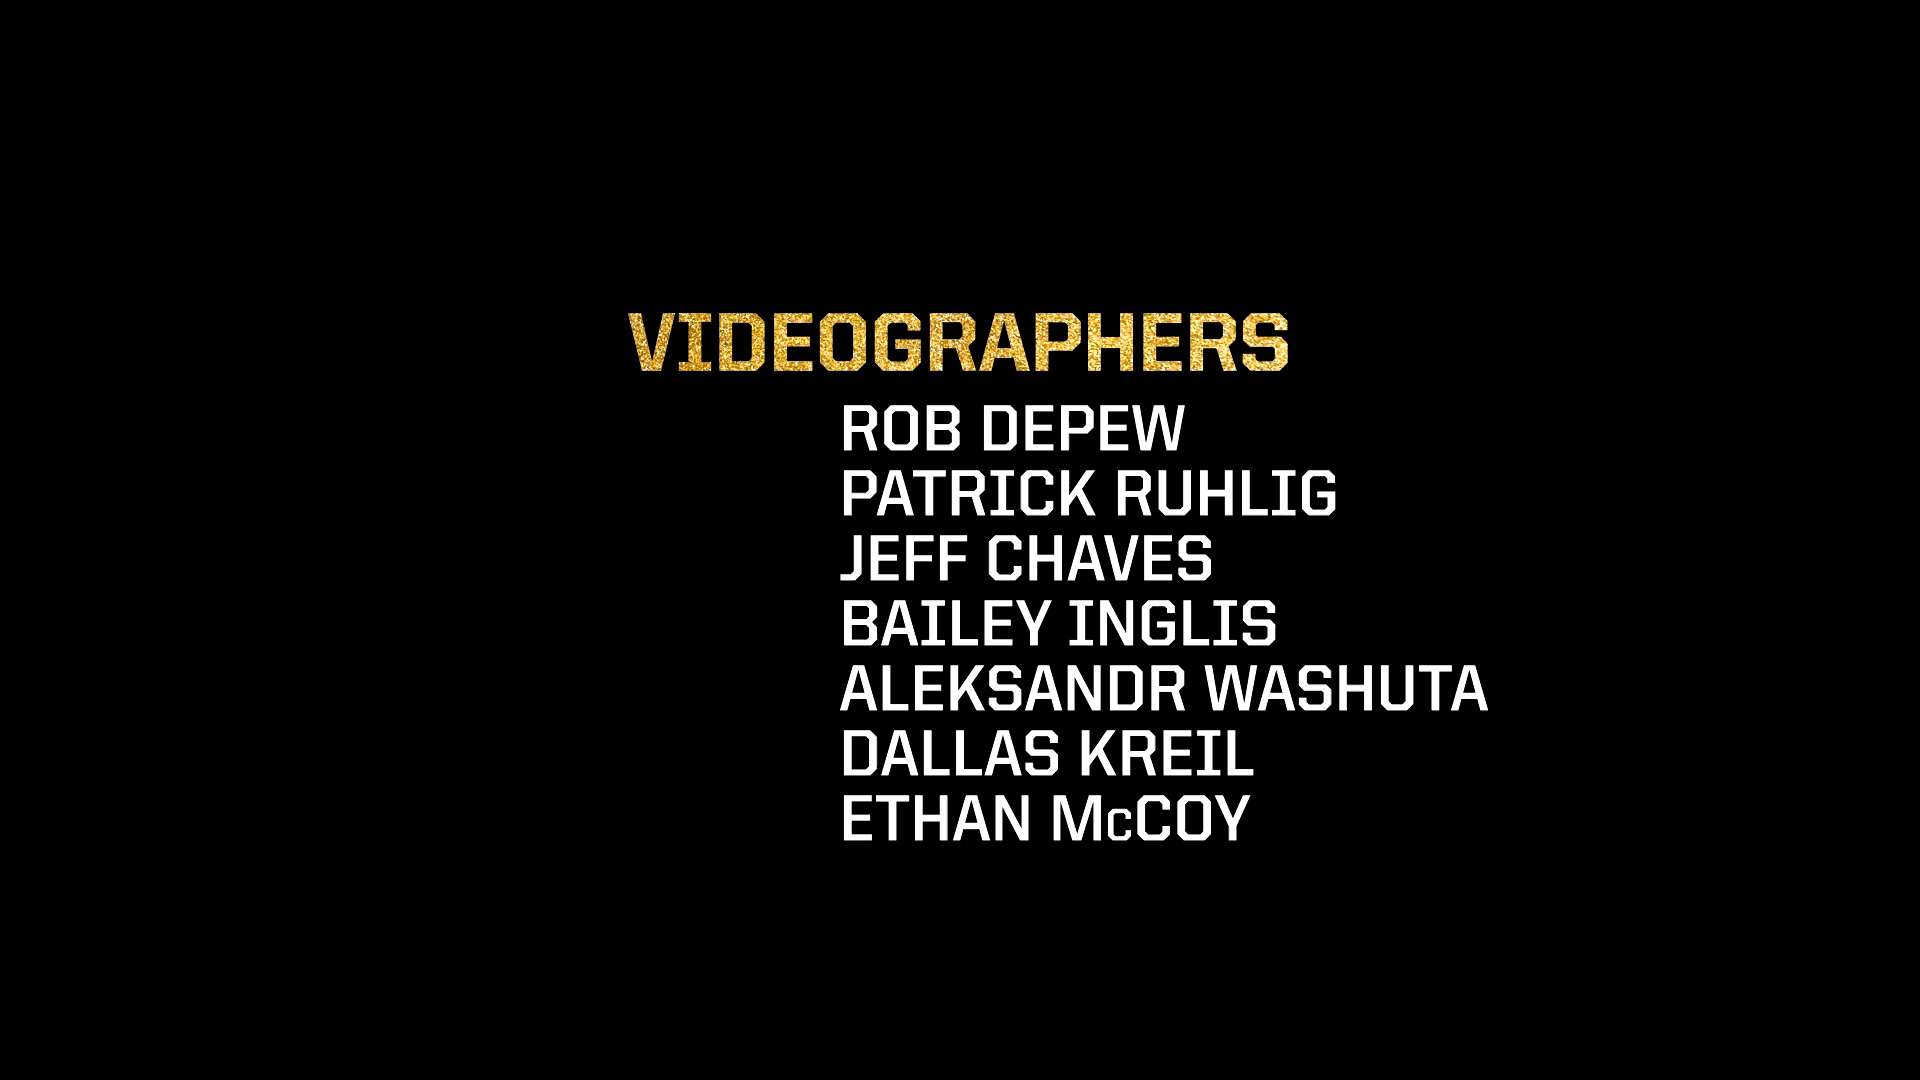 VIDEOGRAPHERS
ROB DEPEW
PATRICK RUHLIG
JEFF CHAVES
BAILEY INGLIS
ALEKSANDR WASHUTA
DALLAS KREIL
ETHAN McCOY